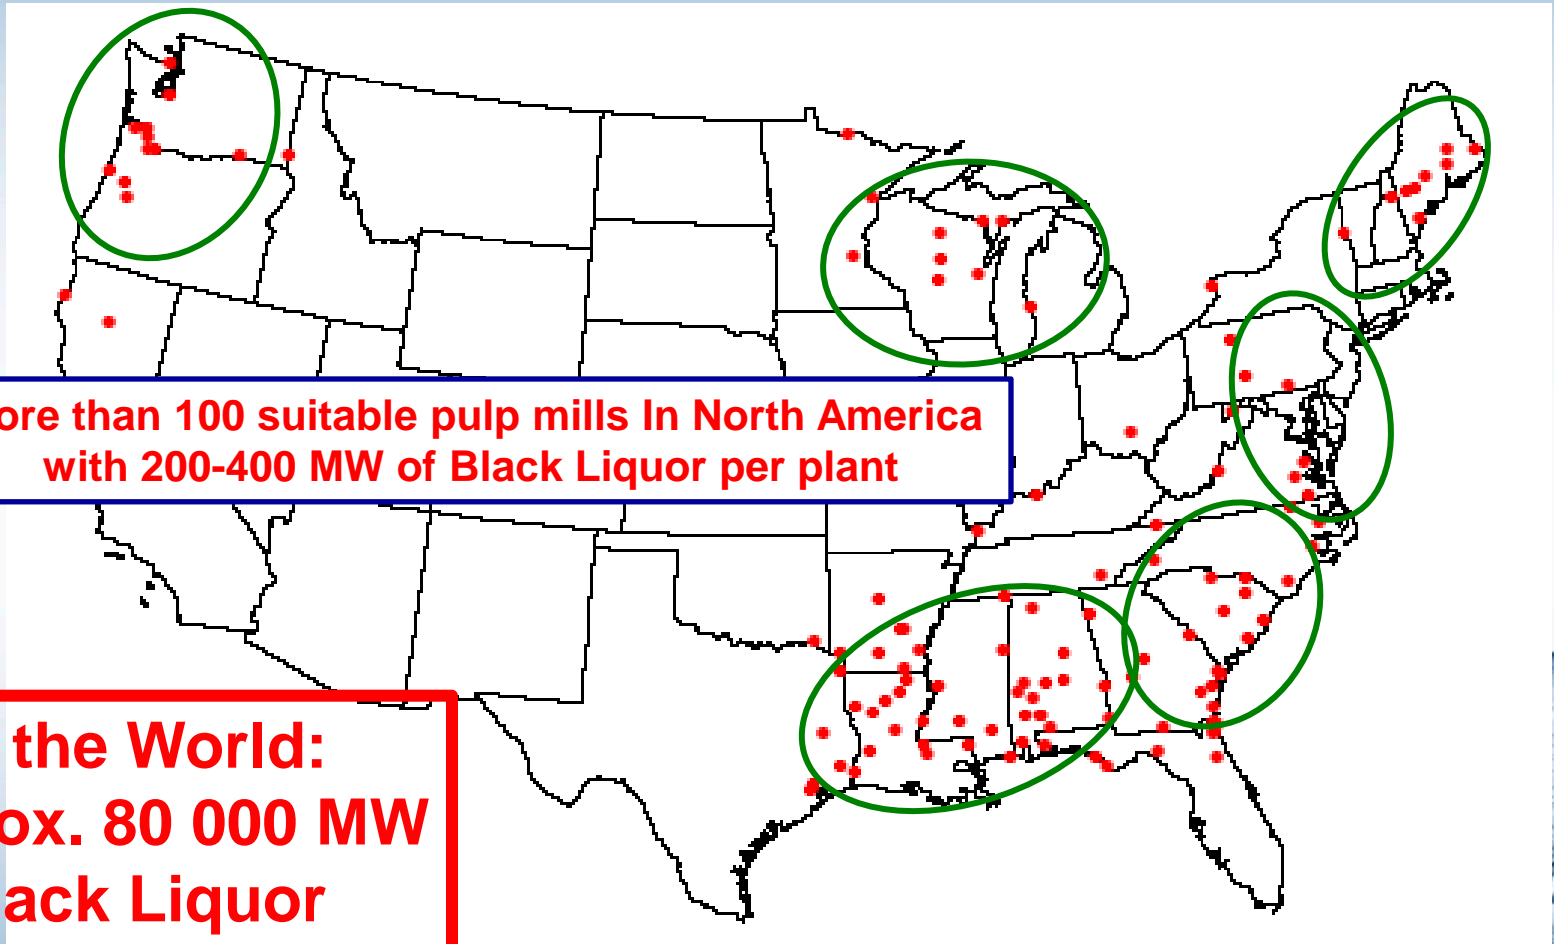 ore than 100 suitable pulp mills In North America
with 200-400 MW of Black Liquor per plant
the World:
ox. 80 000 MW
ack Liquor